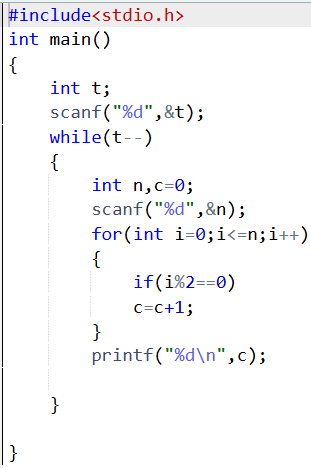 #include<stdio.h>
int main()
{
    int t;
    scanf("%d",&t);
    while(t--)
    {
        int n,c=0;
        scanf("%d",&n);
        for(int i=0;i<=n;i++)
        {
            if(i%2==0)
            c=c+1;
        }
        printf("%d\n",c);
    }
}